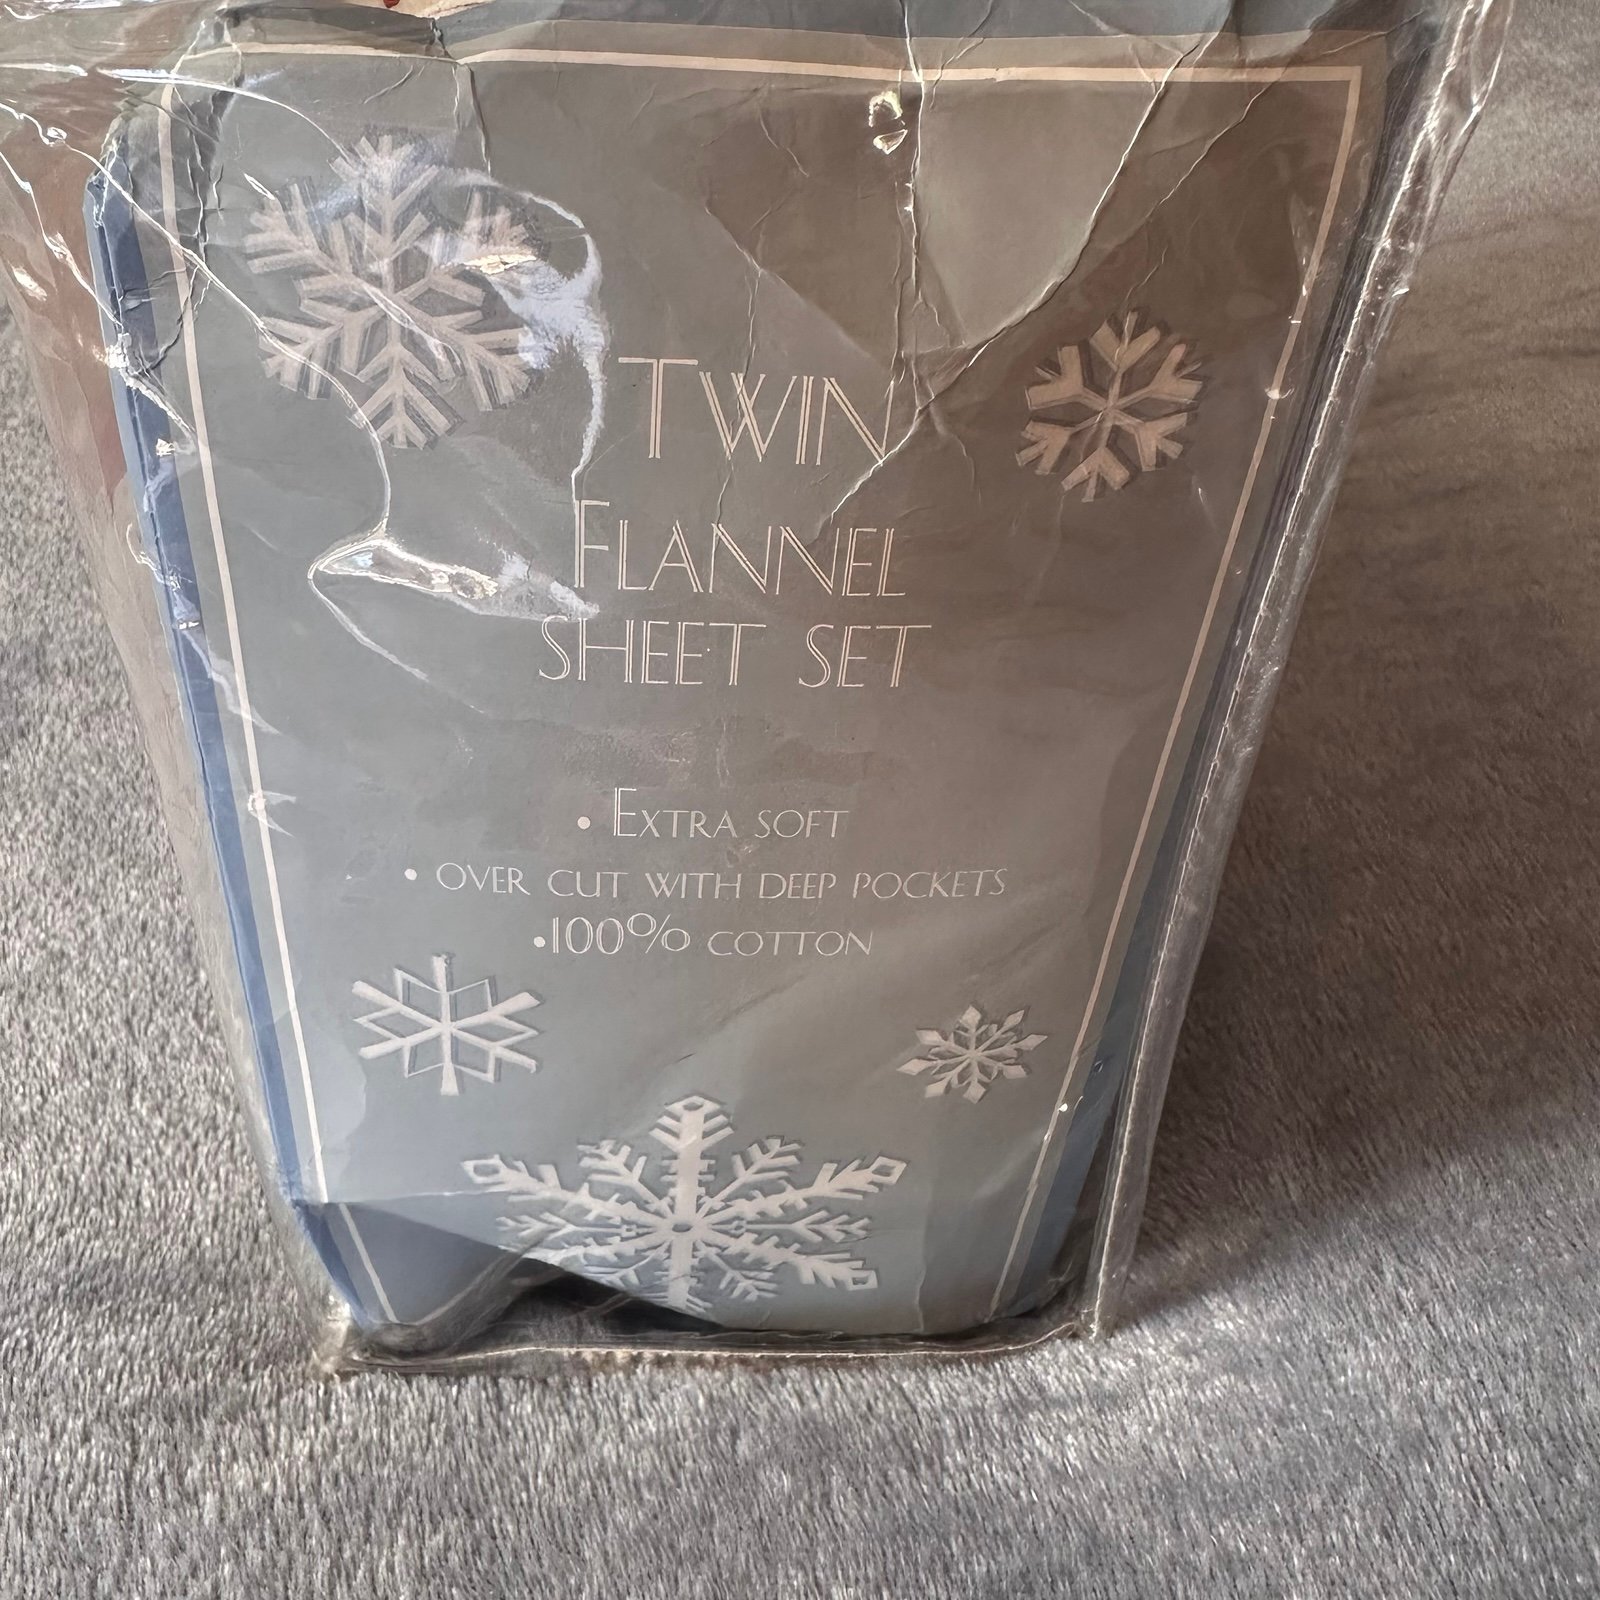 TWIN
FLANNEL
SHEET SET
• EXTRA SOFT
• OVER CUT WITH DEEP POCKETS
•100% COTTON